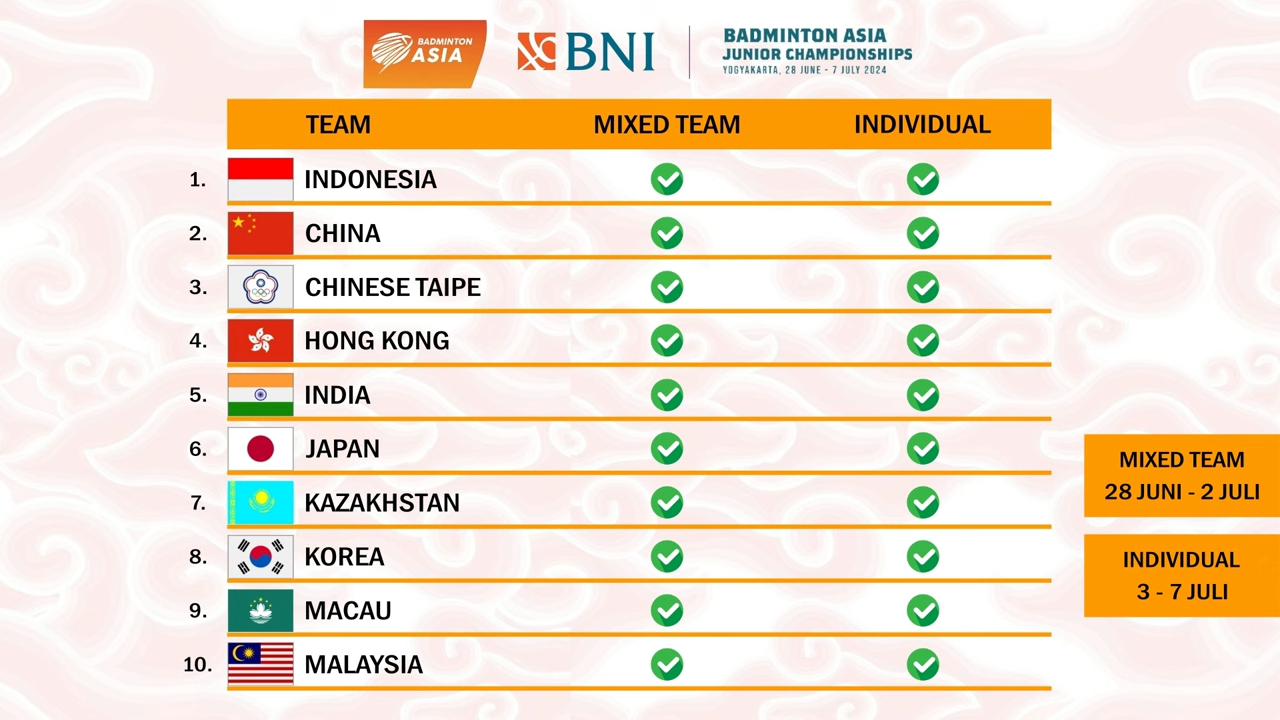 BADMINTON
ASIA
BNI
BADMINTON ASIA
JUNIOR CHAMPIONSHIPS
YOGYAKARTA, 28 JUNE - 7 JULY 2024
TEAM MIXED TEAM INDIVIDUAL
1. INDONESIA
2. CHINA
3. CHINESE TAIPE
4. HONG KONG
5. INDIA
6. JAPAN
7. KAZAKHSTAN
8. KOREA
9. MACAU
10. MALAYSIA
MIXED TEAM
28 JUNI - 2 JULI
INDIVIDUAL
3 - 7 JULI